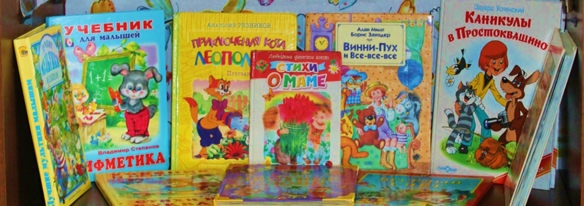 УЧЕБНИК
для малышей
Владимир Степанов
ИФМЕТИКА
ПРИКЛЮЧЕНИЯ КОТА
ЛЕОПОЛЬДА
СТИХИ
О МАМЕ
Алан Милн
Борис Заходер
ВИННИ-ПУХ
и Все-все-все
Эдуард Успенский
КАНИКУЛЫ
в ПРОСТОКВАШИНО